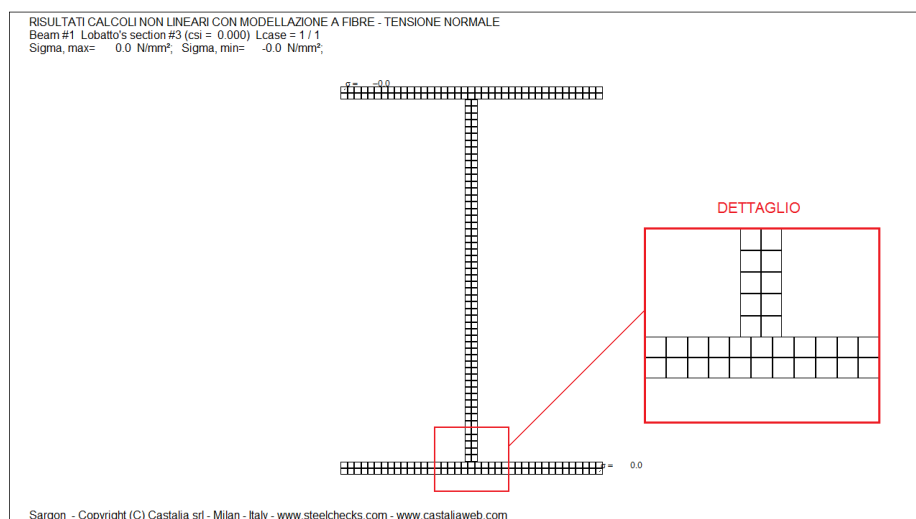 RISULTATI CALCOLI NON LINEARI CON MODELLAZIONE A FIBRE - TENSIONE NORMALE
Beam #1 Lobatto's section #3 (csi = 0.000) Lcase = 1 / 1
Sigma, max= 0.0 N/mm²; Sigma, min= -0.0 N/mm²;
σ = -0.0
DETTAGLIO
σ = 0.0
Sargon - Copyright (C) Castalia srl - Milan - Italy - www.steelchecks.com - www.castaliaweb.com